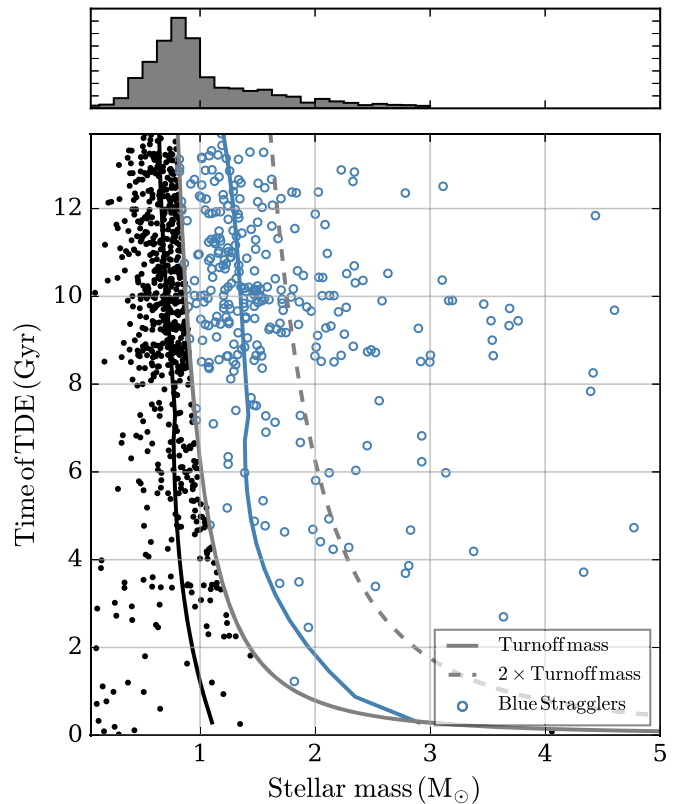 12
10
8
6
4
2
0
Time of TDE (Gyr)
Turnoff mass
2 × Turnoff mass
Blue Stragglers
1
2
3
4
5
Stellar mass (M⊙)